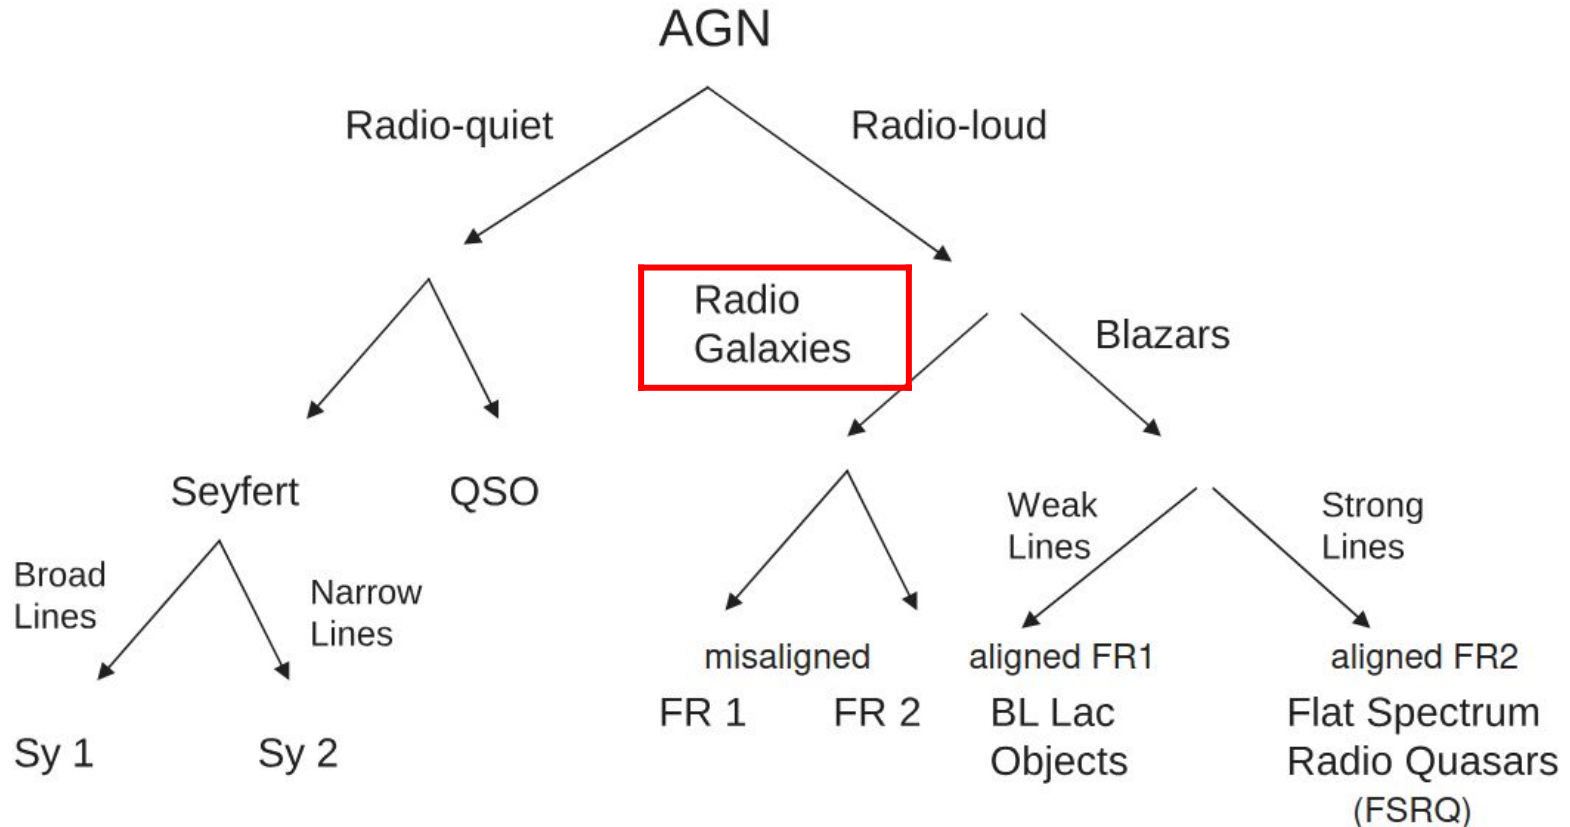 AGN
Radio-quiet
Radio-loud
Radio
Galaxies
Blazars
Seyfert
QSO
Weak
Lines
Strong
Lines
Broad
Lines
Narrow
Lines
misaligned
aligned FR1
aligned FR2
FR 1
FR 2
BL Lac
Objects
Flat Spectrum
Radio Quasars
(FSRQ)
Sy 1
Sy 2